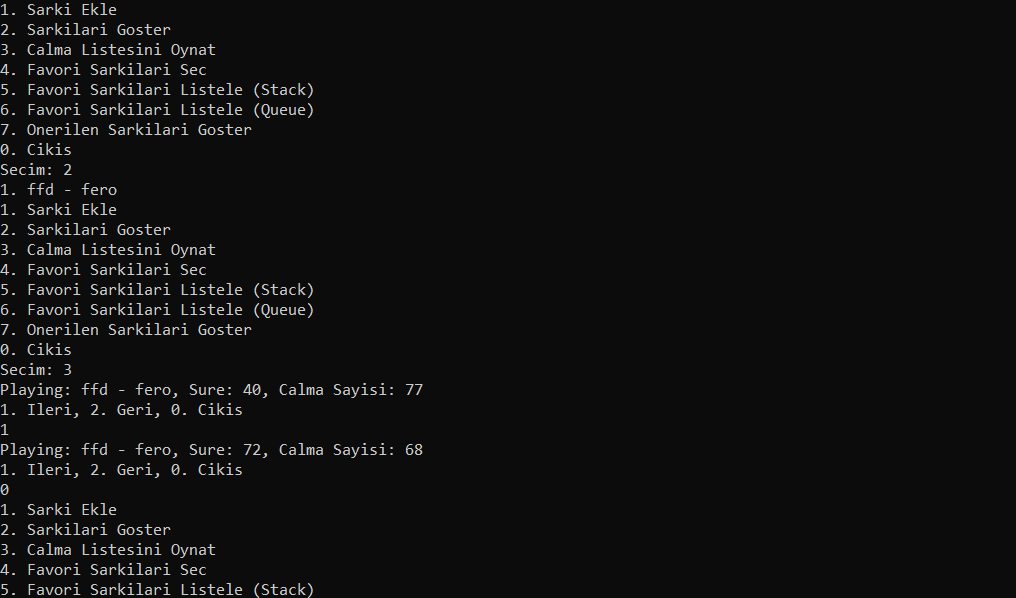 1. Sarki Ekle
2. Sarkilari Goster
3. Calma Listesini Oynat
4. Favori Sarkilari Sec
5. Favori Sarkilari Listele (Stack)
6. Favori Sarkilari Listele (Queue)
7. Onerilen Sarkilari Goster
0. Cikis
Secim: 2
1. ffd - fero
1. Sarki Ekle
2. Sarkilari Goster
3. Calma Listesini Oynat
4. Favori Sarkilari Sec
5. Favori Sarkilari Listele (Stack)
6. Favori Sarkilari Listele (Queue)
7. Onerilen Sarkilari Goster
0. Cikis
Secim: 3
Playing: ffd - fero, Sure: 40, Calma Sayisi: 77
1. Ileri, 2. Geri, 0. Cikis
1
Playing: ffd - fero, Sure: 72, Calma Sayisi: 68
1. Ileri, 2. Geri, 0. Cikis
0
1. Sarki Ekle
2. Sarkilari Goster
3. Calma Listesini Oynat
4. Favori Sarkilari Sec
5. Favori Sarkilari Listele (Stack)